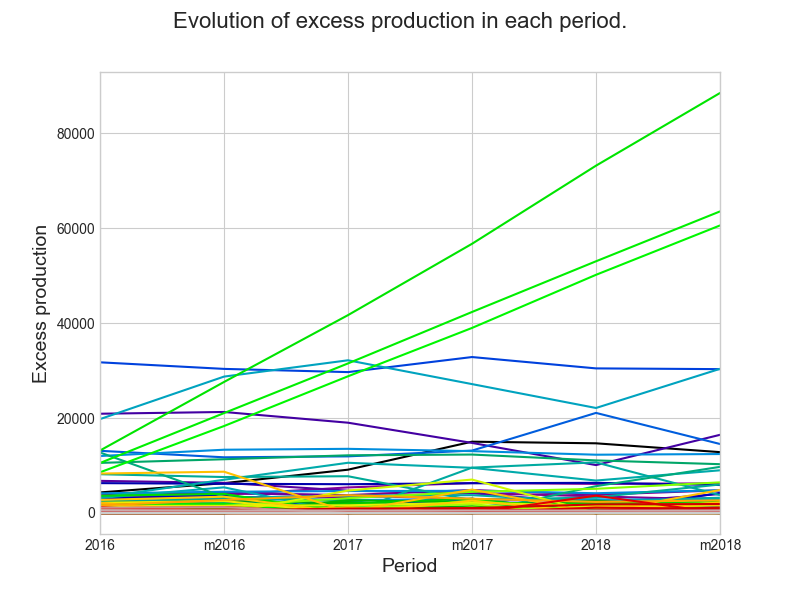 Evolution of excess production in each period.
Excess production
80000
60000
40000
20000
0
2016
m2016
2017
m2017
2018
m2018
Period